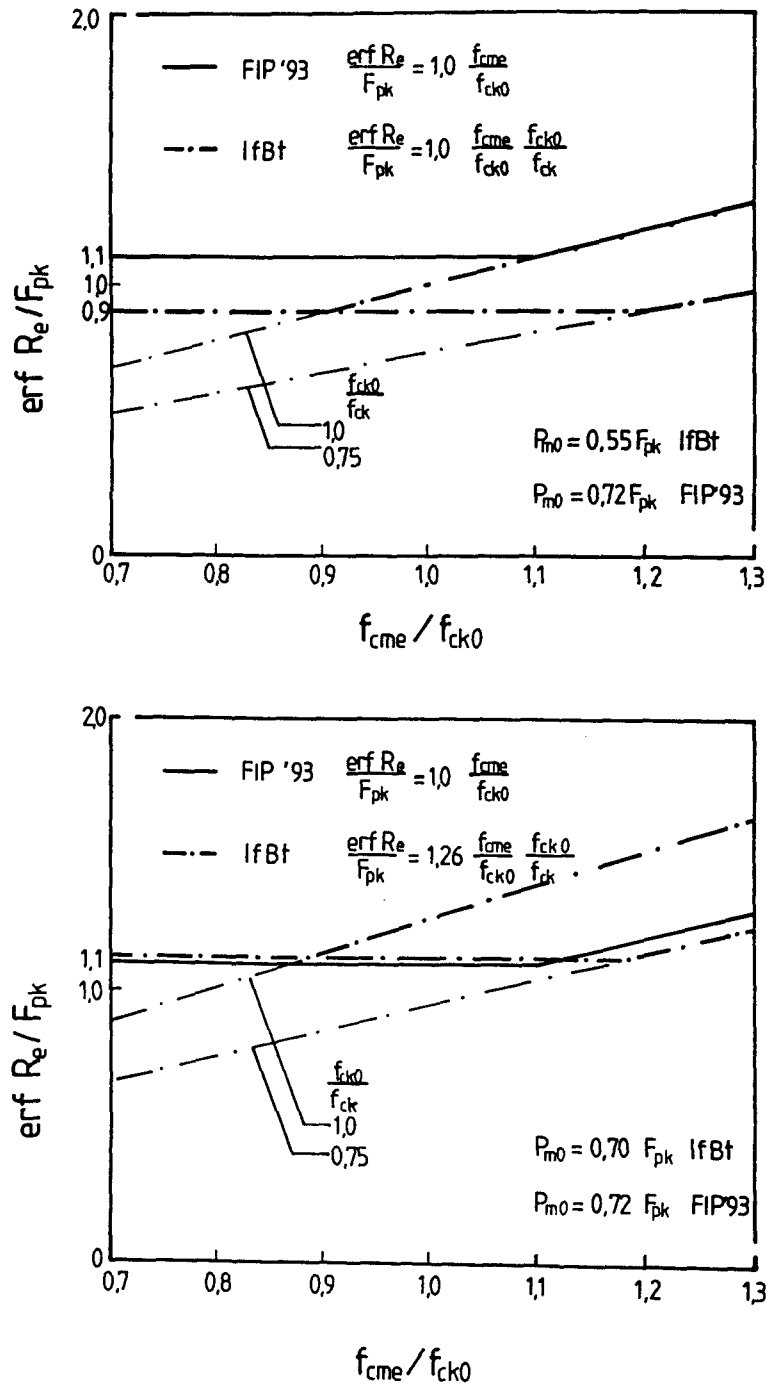 2,0
FIP '93 erf Re/Fpk = 1,0 fcme/fck0
IfBt erf Re/Fpk = 1,0 fcme/fck0 fck0/fck
1,1
1,0
0,9
erf Re/Fpk
fck0/fck
1,0
0,75
Pm0 = 0,55 Fpk IfBt
Pm0 = 0,72 Fpk FIP'93
0
0,7 0,8 0,9 1,0 1,1 1,2 1,3
fcme / fck0
2,0
FIP '93 erf Re/Fpk = 1,0 fcme/fck0
IfBt erf Re/Fpk = 1,26 fcme/fck0 fck0/fck
1,1
1,0
erf Re / Fpk
fck0/fck
1,0
0,75
Pm0 = 0,70 Fpk IfBt
Pm0 = 0,72 Fpk FIP'93
0
0,7 0,8 0,9 1,0 1,1 1,2 1,3
fcme / fck0